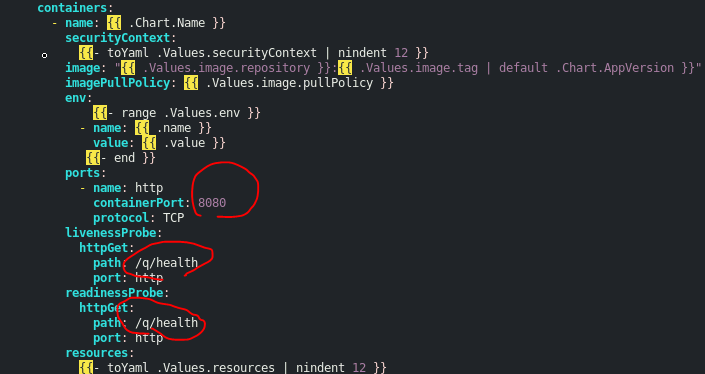 containers:
- name: {{ .Chart.Name }}
securityContext:
{{- toYaml .Values.securityContext | nindent 12 }}
image: "{{ .Values.image.repository }}:{{ .Values.image.tag | default .Chart.AppVersion }}"
imagePullPolicy: {{ .Values.image.pullPolicy }}
env:
{{- range .Values.env }}
- name: {{ .name }}
value: {{ .value }}
{{- end }}
ports:
- name: http
containerPort: 8080
protocol: TCP
livenessProbe:
httpGet:
path: /q/health
port: http
readinessProbe:
httpGet:
path: /q/health
port: http
resources:
{{- toYaml .Values.resources | nindent 12 }}